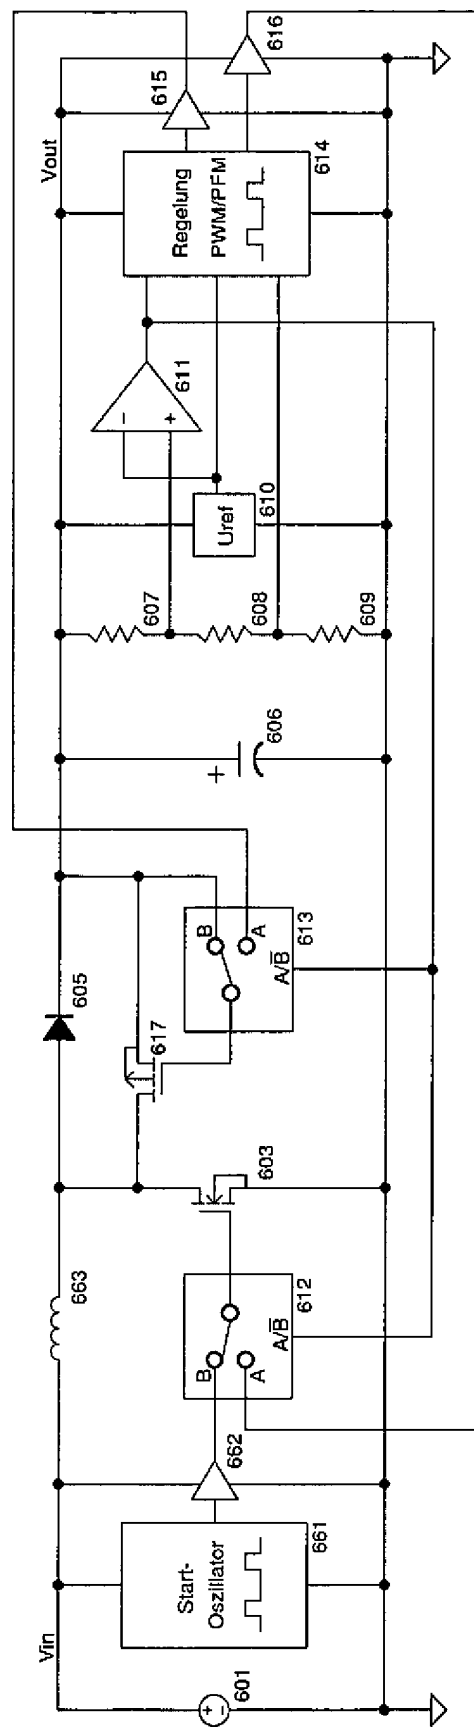 Vin
Vout
601
Start-
Oszillator
661
662
B
A
A/B̅
612
663
603
617
605
B
A
A/B̅
613
+
606
607
608
609
Uref
610
-
+
611
Regelung
PWM/PFM
614
615
616
+
-